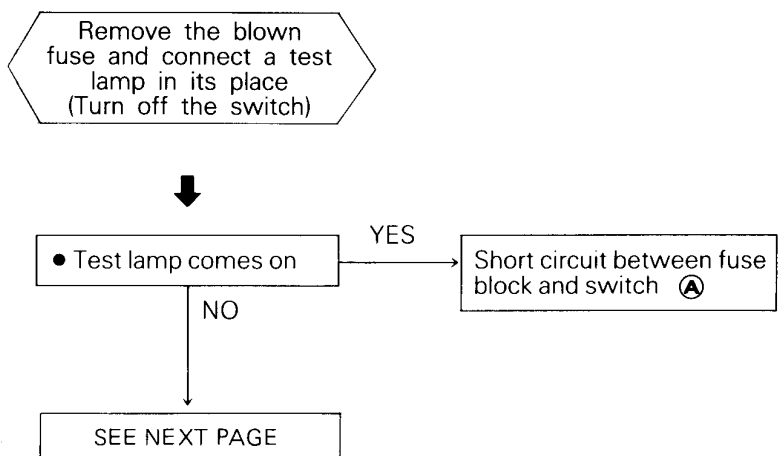 Remove the blown
fuse and connect a test
lamp in its place
(Turn off the switch)
● Test lamp comes on
YES
Short circuit between fuse
block and switch Ⓐ
NO
SEE NEXT PAGE